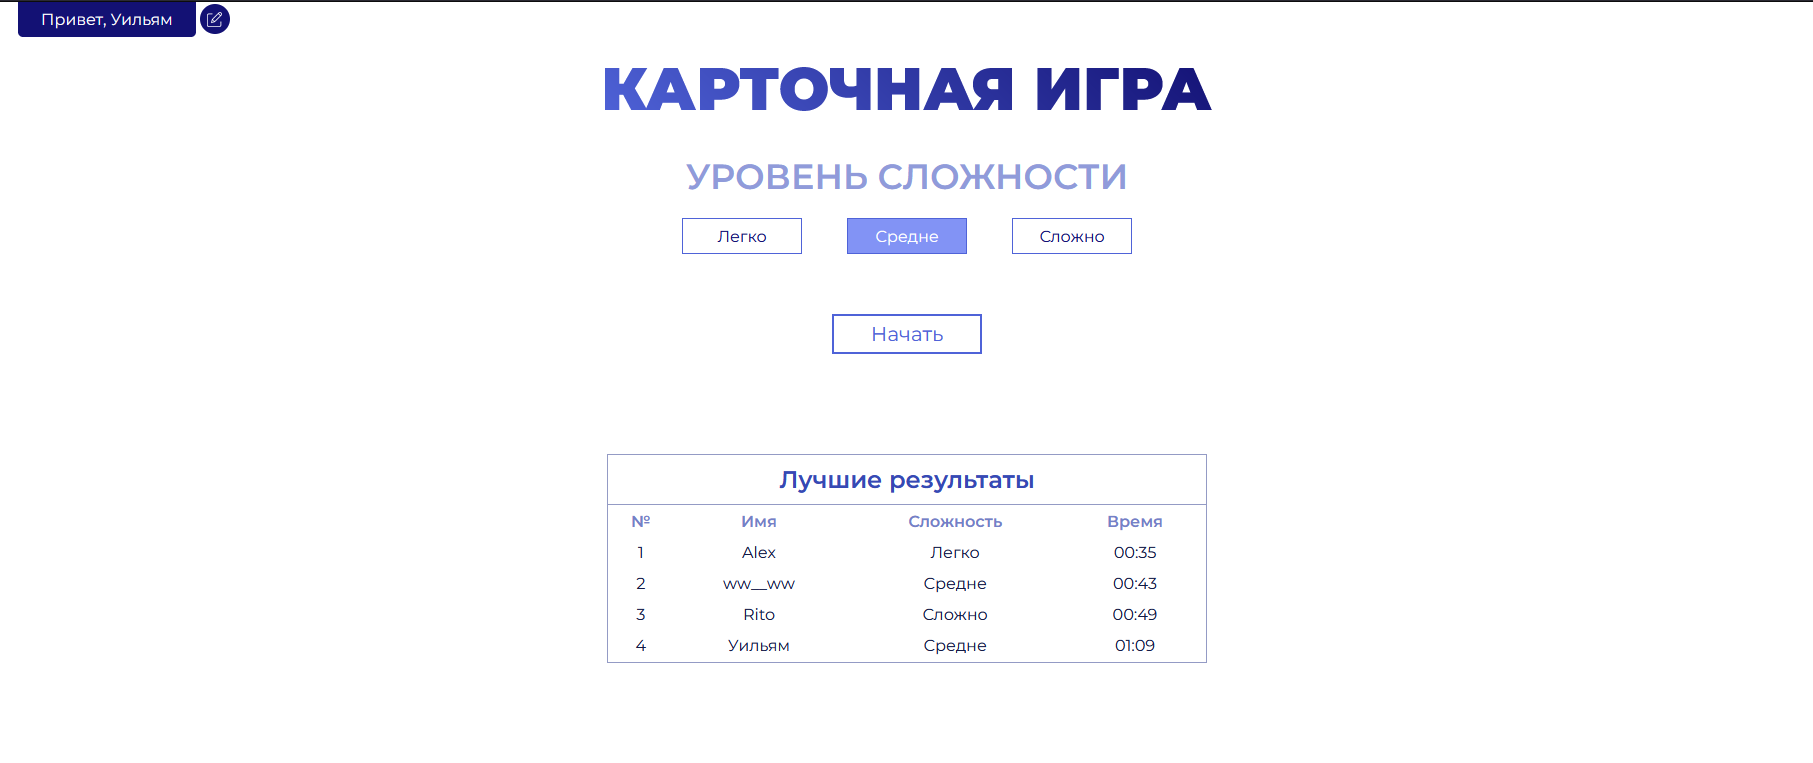 Привет, Уильям
КАРТОЧНАЯ ИГРА
УРОВЕНЬ СЛОЖНОСТИ
Легко Средне Сложно
Начать
Лучшие результаты
№ Имя Сложность Время
1 Alex Легко 00:35
2 ww__ww Средне 00:43
3 Rito Сложно 00:49
4 Уильям Средне 01:09